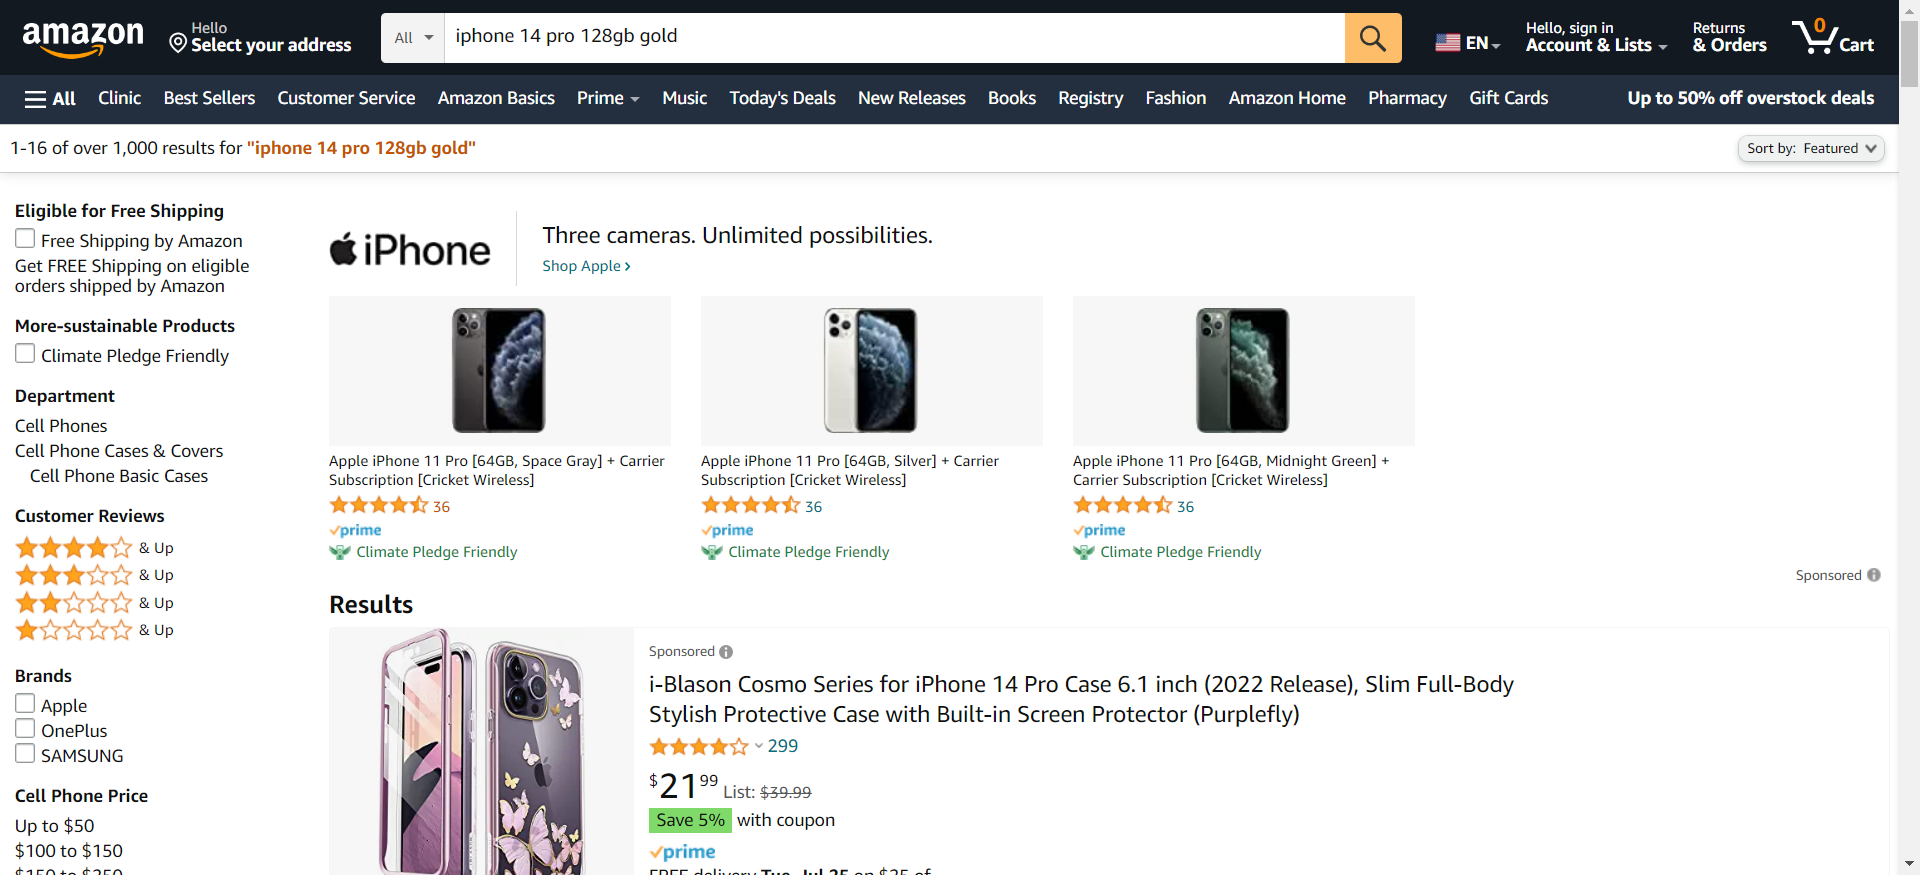 amazon
Hello
Select your address
All
iphone 14 pro 128gb gold
EN
Hello, sign in
Account & Lists
Returns
& Orders
0
Cart
All
Clinic
Best Sellers
Customer Service
Amazon Basics
Prime
Music
Today's Deals
New Releases
Books
Registry
Fashion
Amazon Home
Pharmacy
Gift Cards
Up to 50% off overstock deals
1-16 of over 1,000 results for "iphone 14 pro 128gb gold"
Sort by: Featured
Eligible for Free Shipping
Free Shipping by Amazon
Get FREE Shipping on eligible
orders shipped by Amazon
More-sustainable Products
Climate Pledge Friendly
Department
Cell Phones
Cell Phone Cases & Covers
Cell Phone Basic Cases
Customer Reviews
& Up
& Up
& Up
& Up
Brands
Apple
OnePlus
SAMSUNG
Cell Phone Price
Up to $50
$100 to $150
$150 to $250
iPhone
Three cameras. Unlimited possibilities.
Shop Apple ›
Apple iPhone 11 Pro [64GB, Space Gray] + Carrier
Subscription [Cricket Wireless]
36
prime
Climate Pledge Friendly
Apple iPhone 11 Pro [64GB, Silver] + Carrier
Subscription [Cricket Wireless]
36
prime
Climate Pledge Friendly
Apple iPhone 11 Pro [64GB, Midnight Green] +
Carrier Subscription [Cricket Wireless]
36
prime
Climate Pledge Friendly
Sponsored
Results
Sponsored
i-Blason Cosmo Series for iPhone 14 Pro Case 6.1 inch (2022 Release), Slim Full-Body
Stylish Protective Case with Built-in Screen Protector (Purplefly)
299
$21 99 List: $39.99
Save 5% with coupon
prime
FREE delivery Tue, Jul 25 on $25 of